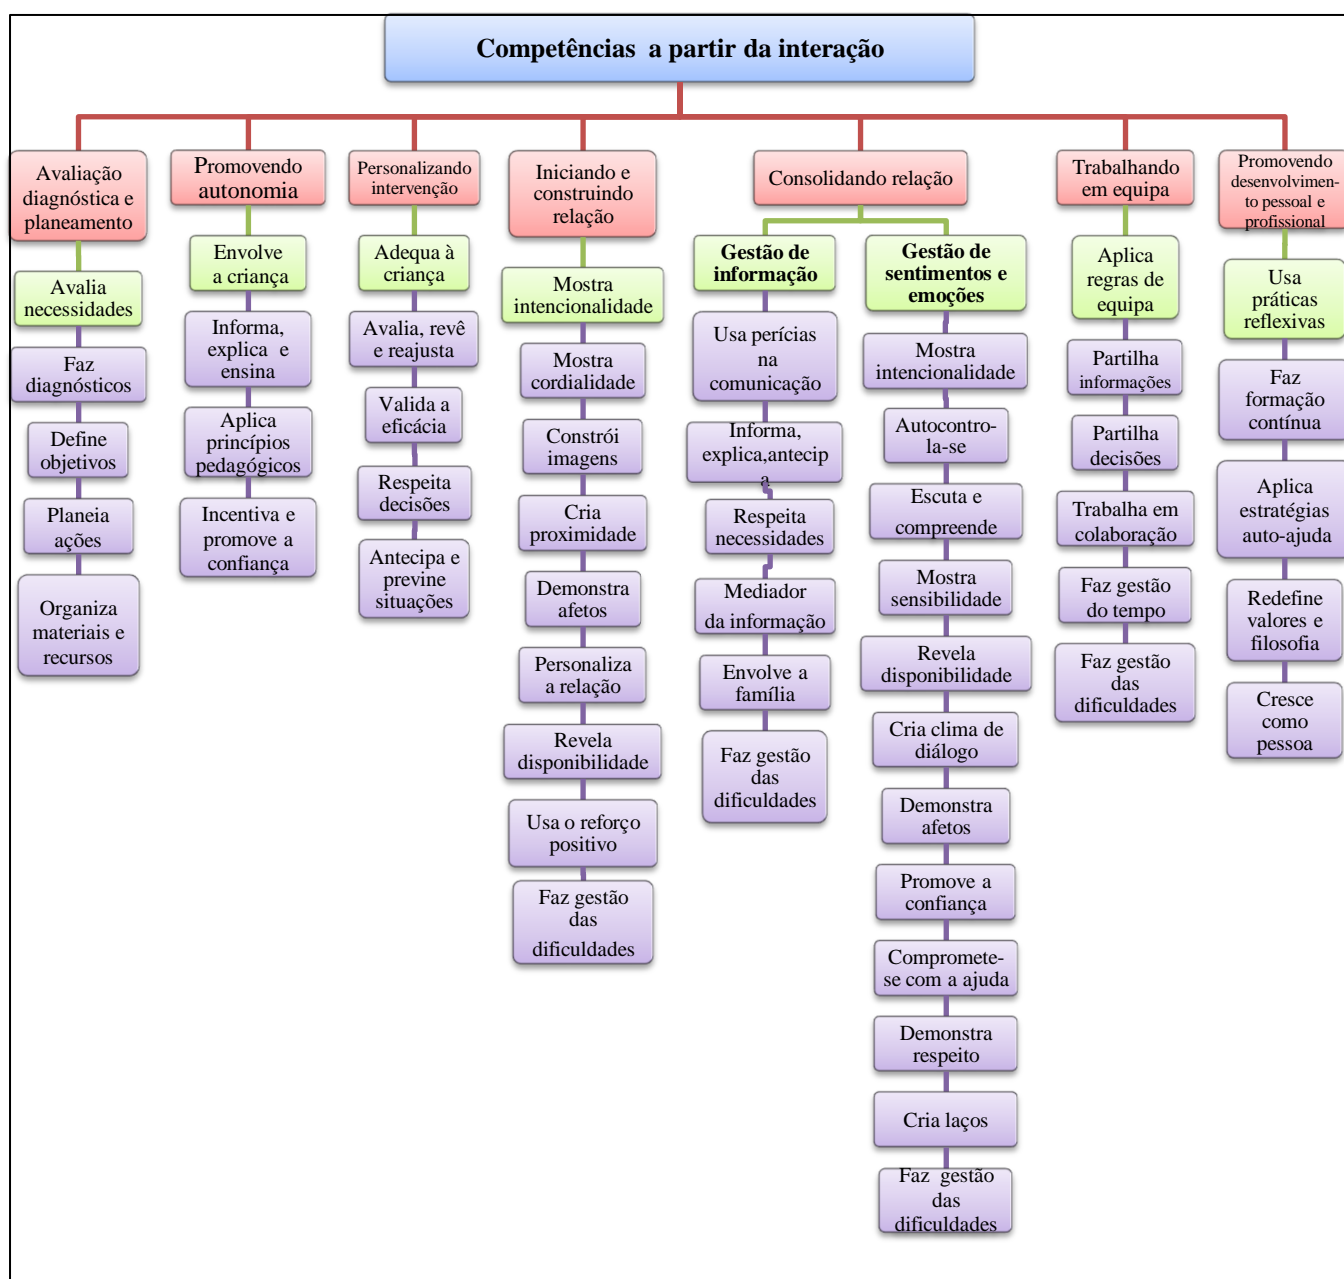 Competências a partir da interação
Avaliação
diagnóstica e
planeamento
Avalia
necessidades
Faz
diagnósticos
Define
objetivos
Planeia
ações
Organiza
materiais e
recursos
Promovendo
autonomia
Envolve
a criança
Informa,
explica e
ensina
Aplica
princípios
pedagógicos
Incentiva e
promove a
confiança
Personalizando
intervenção
Adequa à
criança
Avalia, revê
e reajusta
Valida a
eficácia
Respeita
decisões
Antecipa e
previne
situações
Iniciando e
construindo
relação
Mostra
intencionalidade
Mostra
cordialidade
Constrói
imagens
Cria
proximidade
Demonstra
afetos
Personaliza
a relação
Revela
disponibilidade
Usa o reforço
positivo
Faz gestão
das
dificuldades
Consolidando relação
Gestão de
informação
Usa perícias
na
comunicação
Informa,
explica,antecip
a
Respeita
necessidades
Mediador
da informação
Envolve a
família
Faz gestão
das
dificuldades
Gestão de
sentimentos e
emoções
Mostra
intencionalidade
Autocontro-
la-se
Escuta e
compreende
Mostra
sensibilidade
Revela
disponibilidade
Cria clima de
diálogo
Demonstra
afetos
Promove a
confiança
Compromete-
se com a ajuda
Demonstra
respeito
Cria laços
Faz gestão
das
dificuldades
Trabalhando
em equipa
Aplica
regras de
equipa
Partilha
informações
Partilha
decisões
Trabalha em
colaboração
Faz gestão
do tempo
Faz gestão
das
dificuldades
Promovendo
desenvolvimen-
to pessoal e
profissional
Usa
práticas
reflexivas
Faz
formação
contínua
Aplica
estratégias
auto-ajuda
Redefine
valores e
filosofia
Cresce
como
pessoa